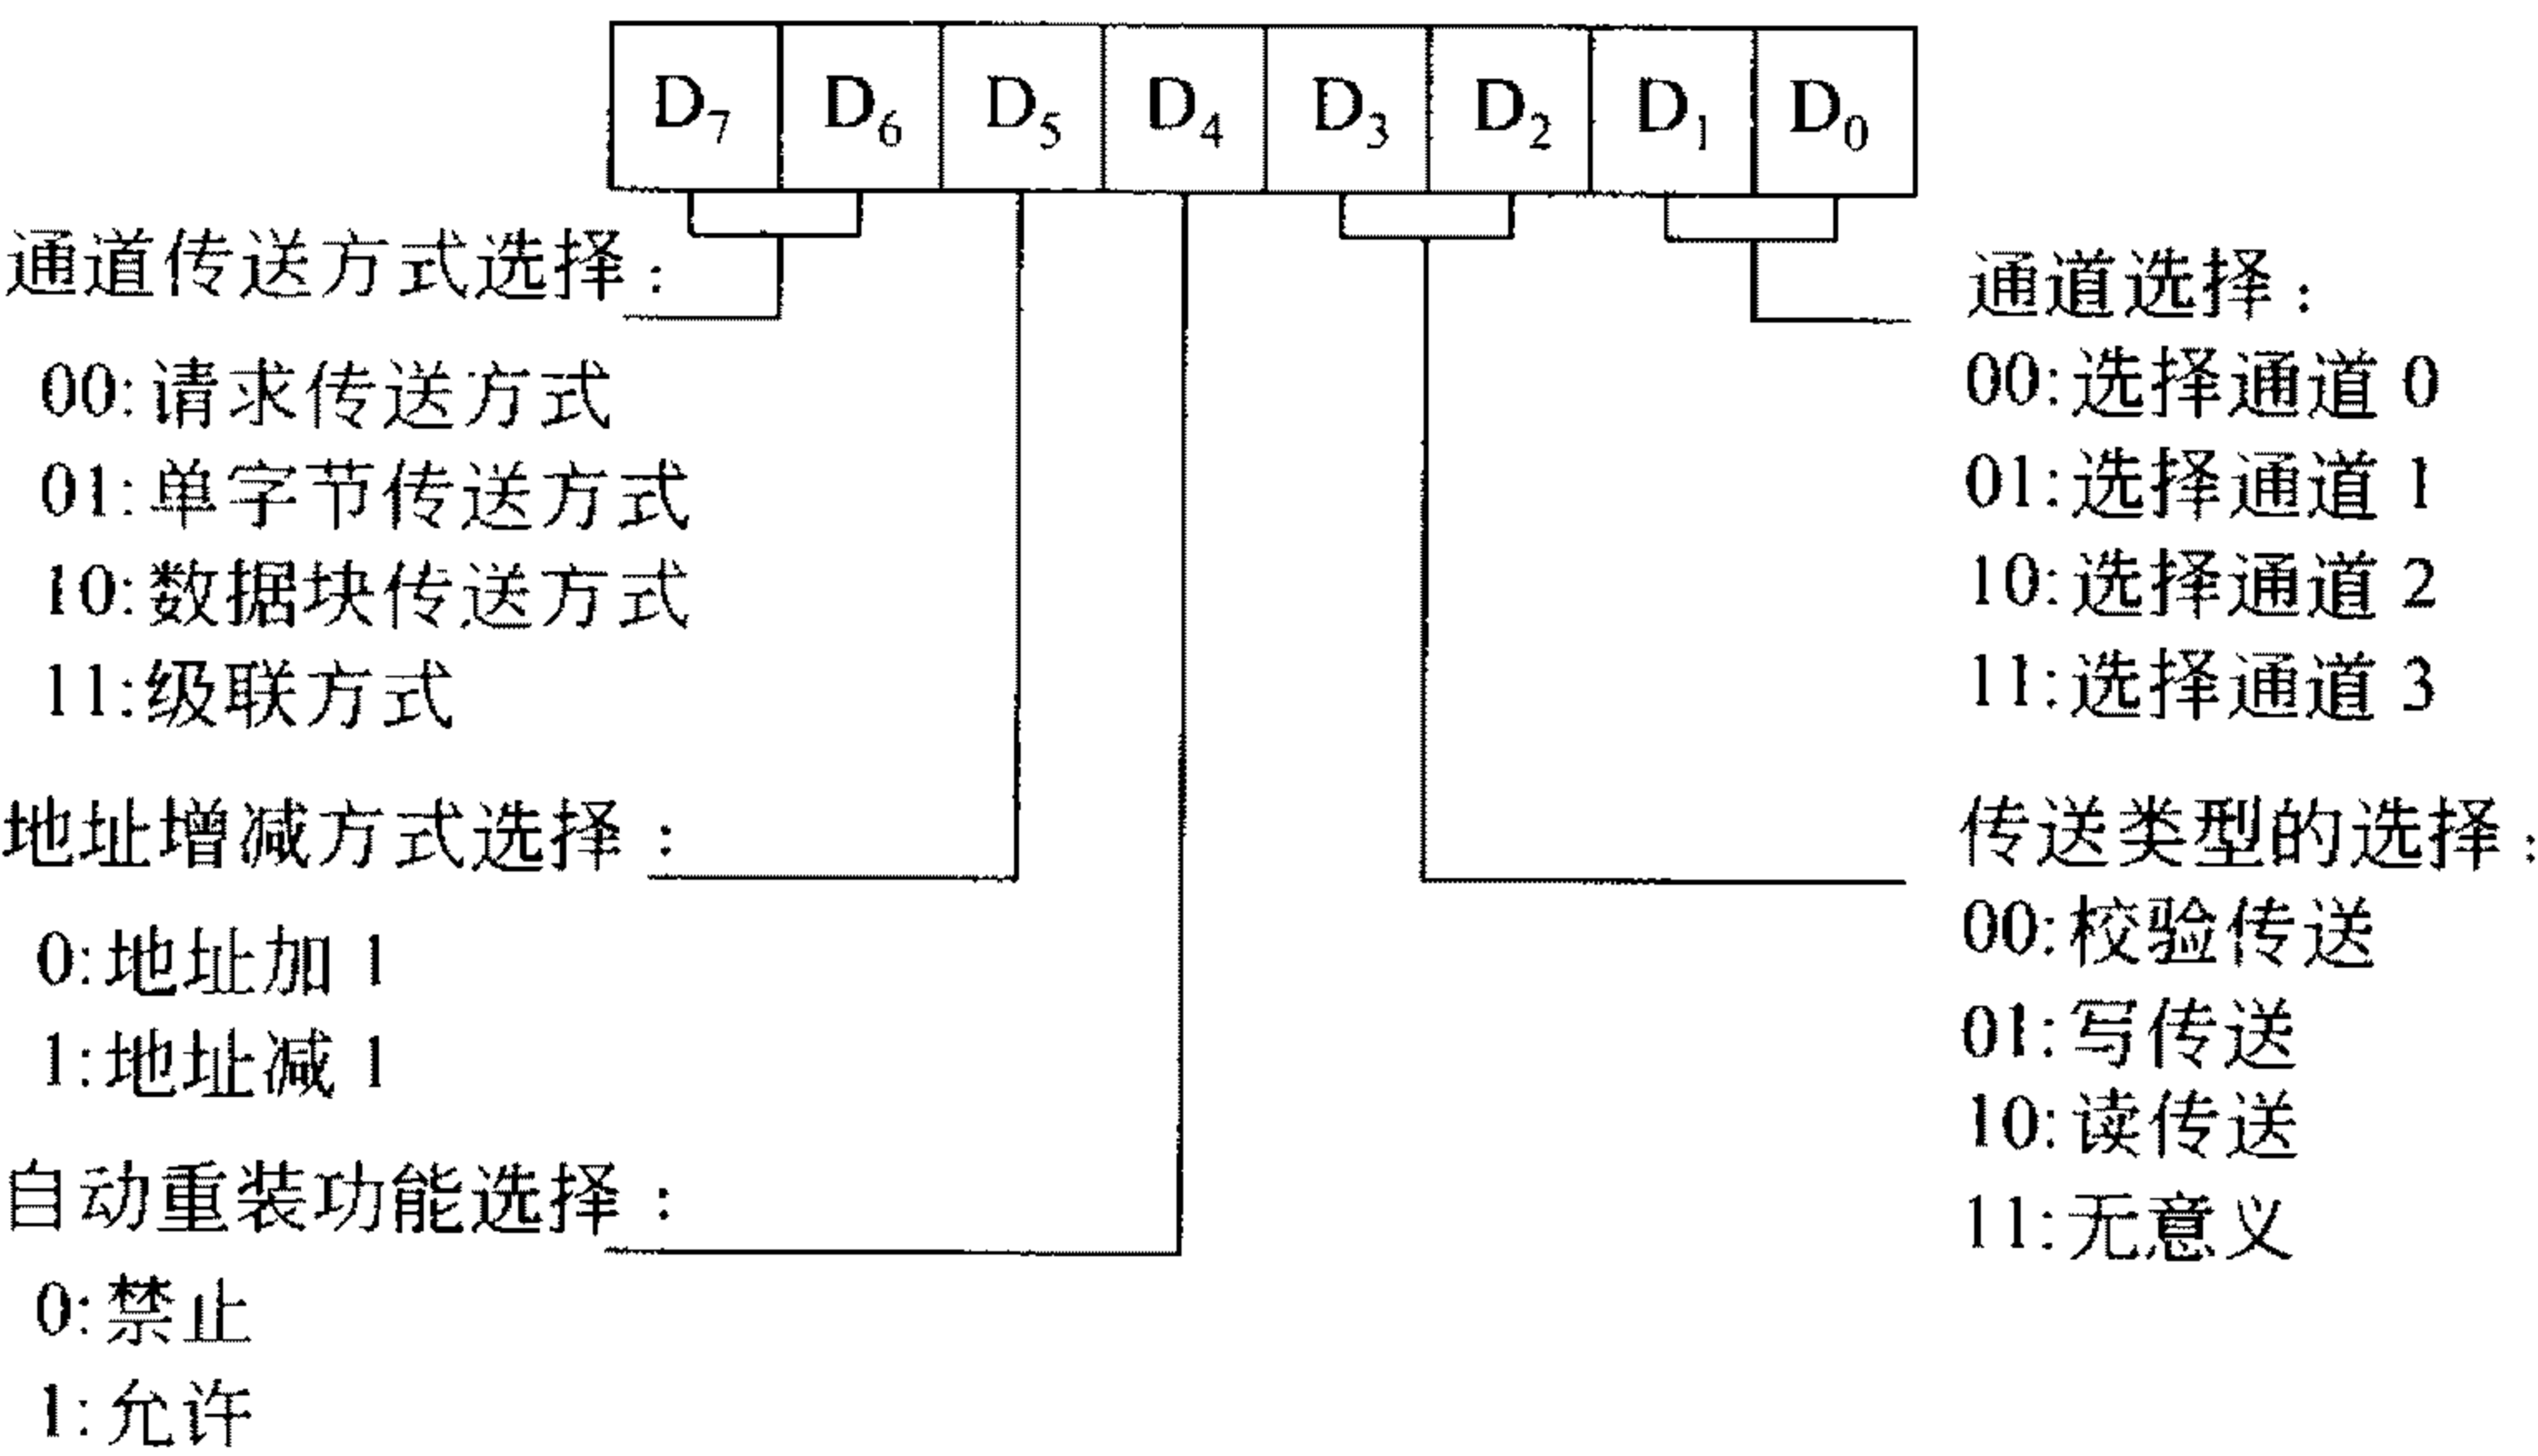 D7 D6 D5 D4 D3 D2 D1 D0
通道传送方式选择:
00:请求传送方式
01:单字节传送方式
10:数据块传送方式
11:级联方式
地址增减方式选择:
0:地址加1
1:地址减1
自动重装功能选择:
0:禁止
1:允许
通道选择:
00:选择通道0
01:选择通道1
10:选择通道2
11:选择通道3
传送类型的选择:
00:校验传送
01:写传送
10:读传送
11:无意义